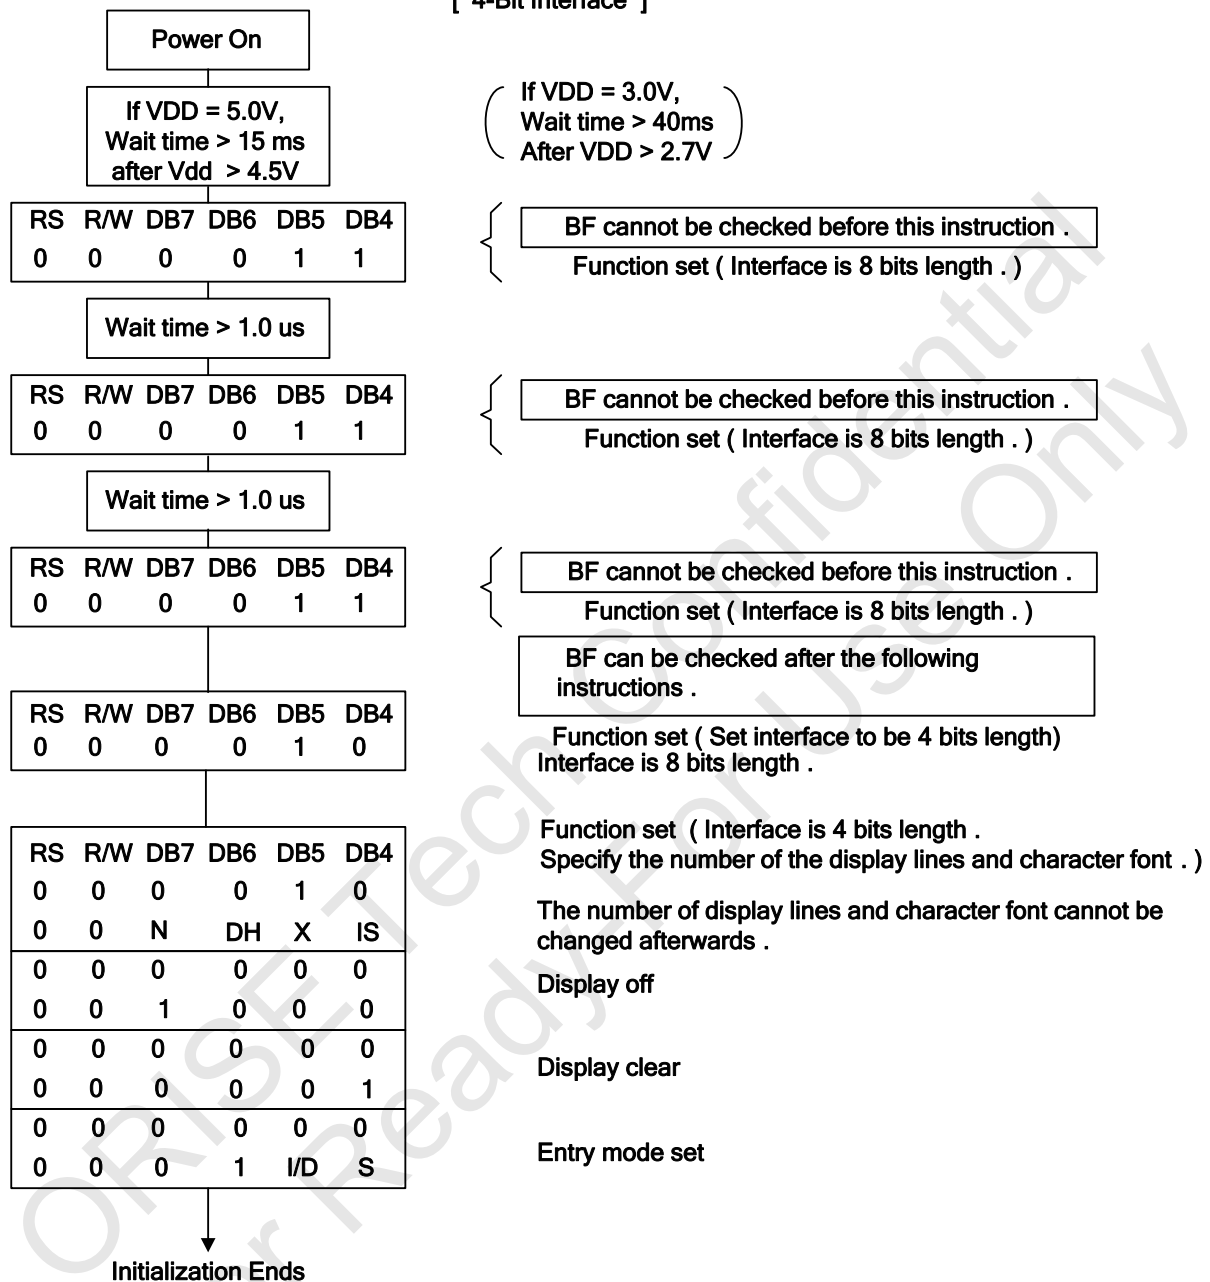 [ 4-Bit Interface ]
Power On
If VDD = 5.0V,
Wait time > 15 ms
after Vdd > 4.5V
If VDD = 3.0V,
Wait time > 40ms
After VDD > 2.7V
RS R/W DB7 DB6 DB5 DB4
0 0 0 0 1 1
BF cannot be checked before this instruction .
Function set ( Interface is 8 bits length . )
Wait time > 1.0 us
RS R/W DB7 DB6 DB5 DB4
0 0 0 0 1 1
BF cannot be checked before this instruction .
Function set ( Interface is 8 bits length . )
Wait time > 1.0 us
RS R/W DB7 DB6 DB5 DB4
0 0 0 0 1 1
BF cannot be checked before this instruction .
Function set ( Interface is 8 bits length . )
BF can be checked after the following
instructions .
RS R/W DB7 DB6 DB5 DB4
0 0 0 0 1 0
Function set ( Set interface to be 4 bits length)
Interface is 8 bits length .
RS R/W DB7 DB6 DB5 DB4
0 0 0 0 1 0
0 0 N DH X IS
Function set ( Interface is 4 bits length .
Specify the number of the display lines and character font . )
The number of display lines and character font cannot be
changed afterwards .
0 0 0 0 0 0
0 0 1 0 0 0
Display off
0 0 0 0 0 0
0 0 0 0 0 1
Display clear
0 0 0 0 0 0
0 0 0 1 I/D S
Entry mode set
Initialization Ends
ORISE Tech Confidential
For Ready-For Use Only